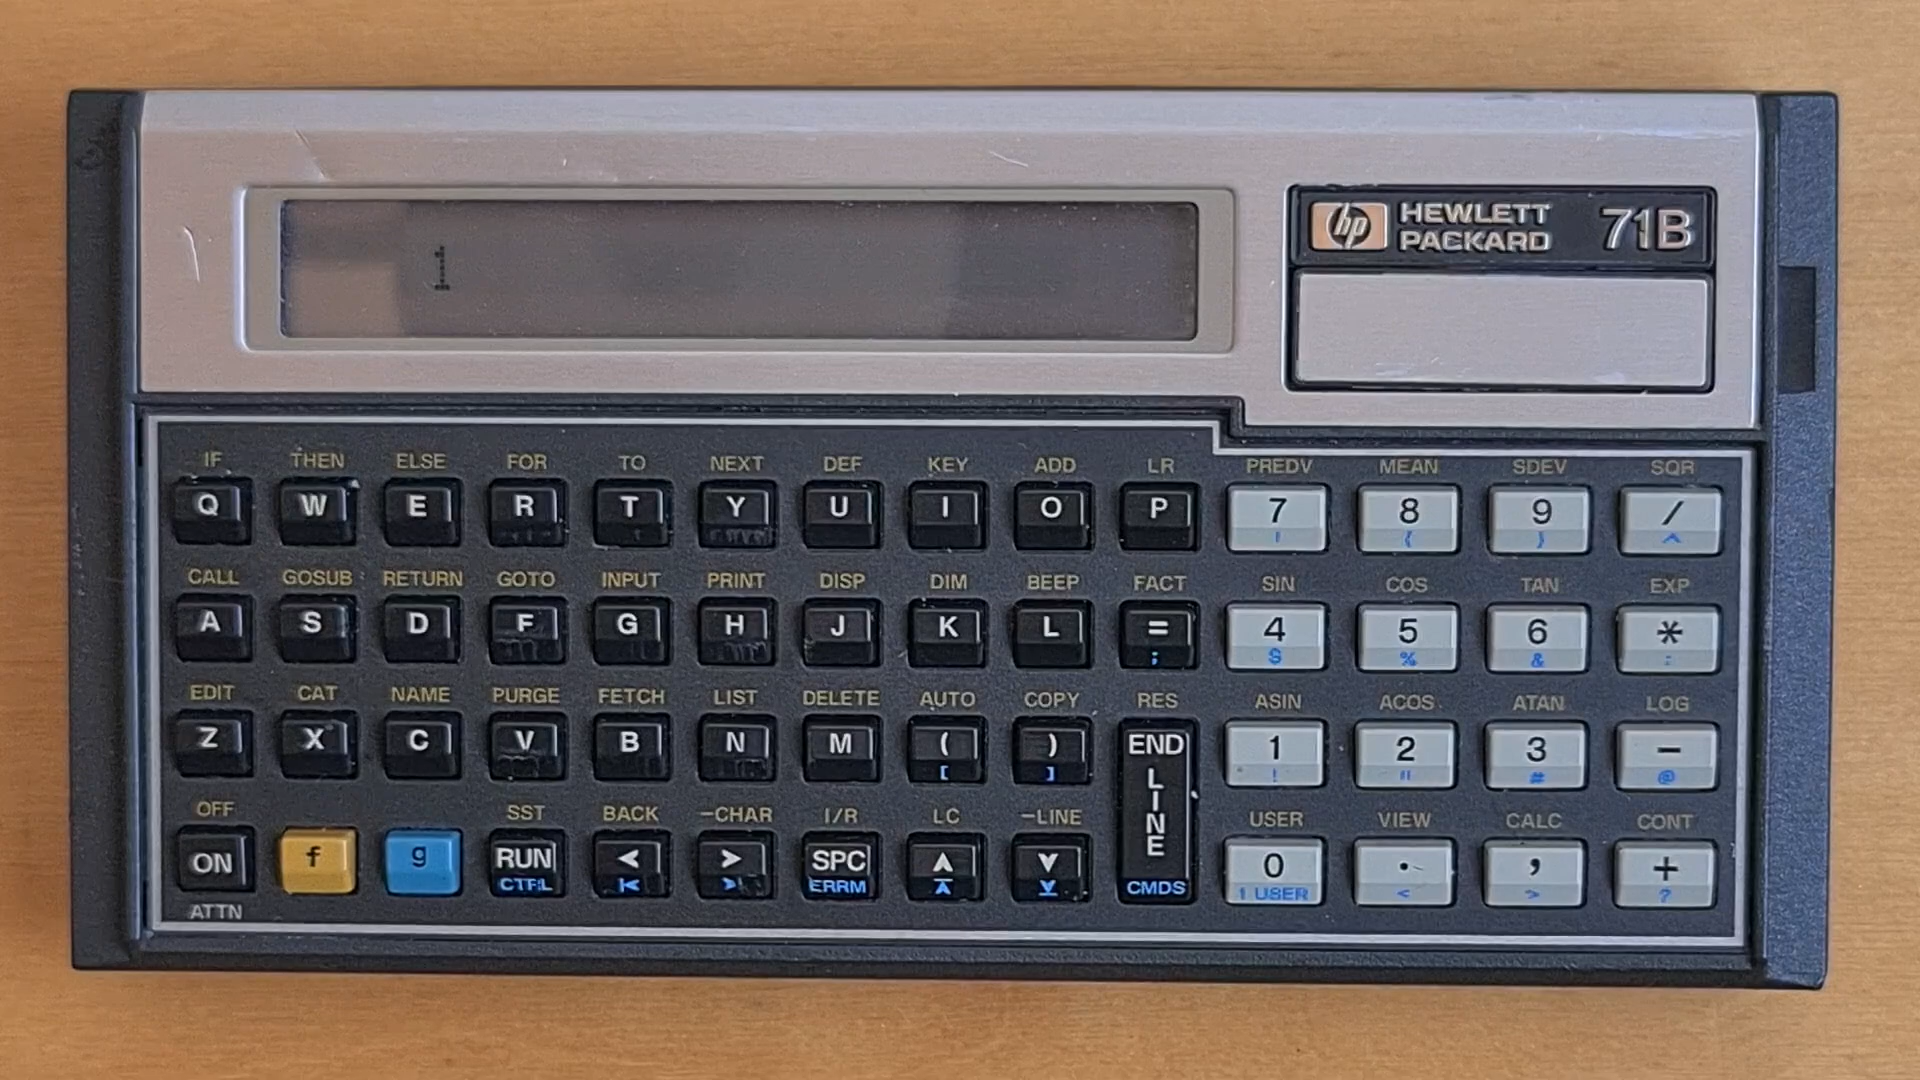 hp HEWLETT PACKARD 71B
IF THEN ELSE FOR TO NEXT DEF KEY ADD LR PREDV MEAN SDEV SQR
Q W E R T Y U I O P 7 8 9 /
{ } ^
CALL GOSUB RETURN GOTO INPUT PRINT DISP DIM BEEP FACT SIN COS TAN EXP
A S D F G H J K L = 4 5 6 *
; $ % & :
EDIT CAT NAME PURGE FETCH LIST DELETE AUTO COPY RES ASIN ACOS ATAN LOG
Z X C V B N M ( ) END LINE 1 2 3 -
[ ] ! " # @
OFF SST BACK -CHAR I/R LC -LINE USER VIEW CALC CONT
ON f g RUN < > SPC ∧ ∨ 0 . , +
CTRL ERRM CMDS 1 USER < > ?
ATTN